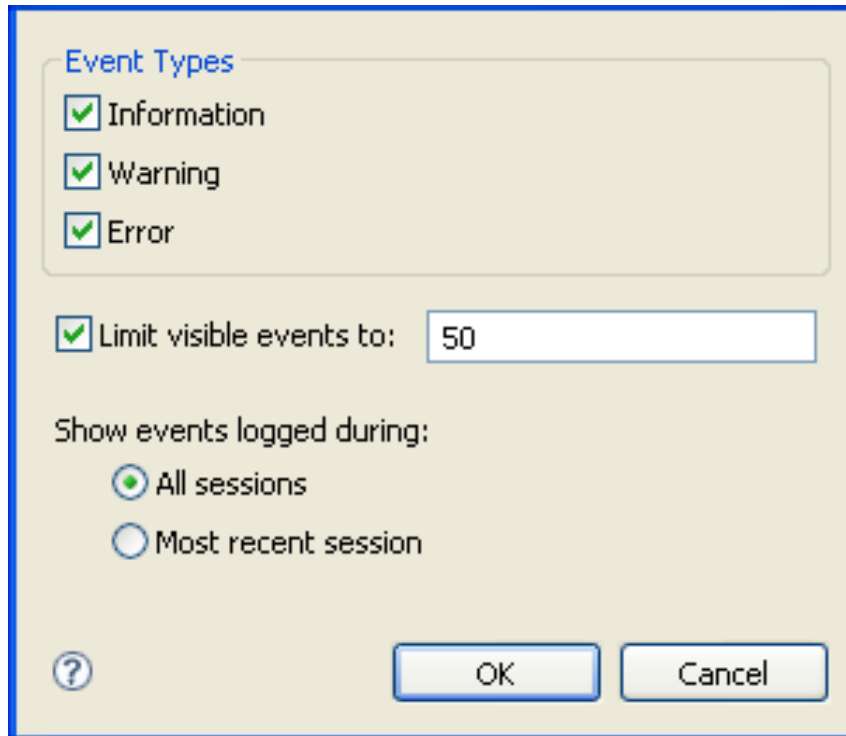 Event Types
Information
Warning
Error
Limit visible events to: 50
Show events logged during:
All sessions
Most recent session
? OK Cancel